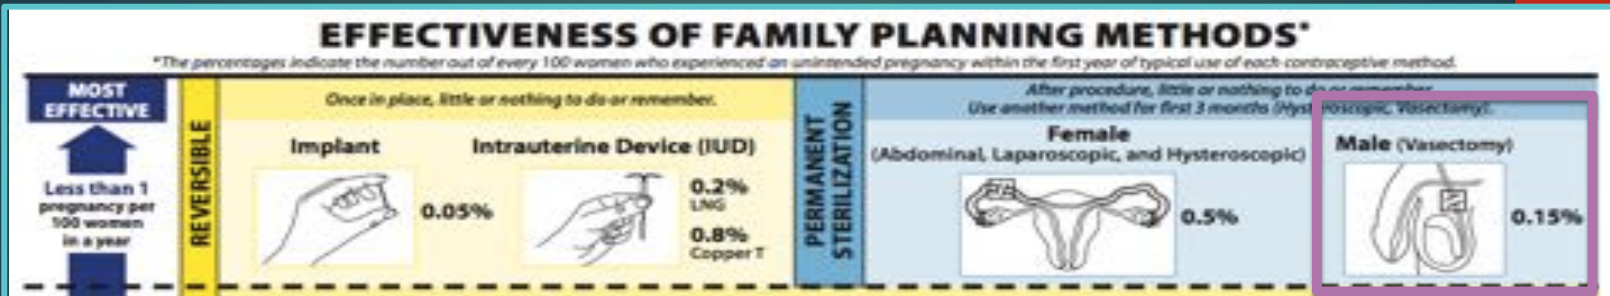 EFFECTIVENESS OF FAMILY PLANNING METHODS*
*The percentages indicate the number out of every 100 women who experienced an unintended pregnancy within the first year of typical use of each contraceptive method.
MOST
EFFECTIVE
Less than 1
pregnancy per
100 women
in a year
REVERSIBLE
Once in place, little or nothing to do or remember.
Implant
0.05%
Intrauterine Device (IUD)
0.2%
LNG
0.8%
Copper T
PERMANENT
STERILIZATION
After procedure, little or nothing to do or remember.
Use another method for first 3 months (Hysteroscopic, Vasectomy).
Female
(Abdominal, Laparoscopic, and Hysteroscopic)
0.5%
Male (Vasectomy)
0.15%